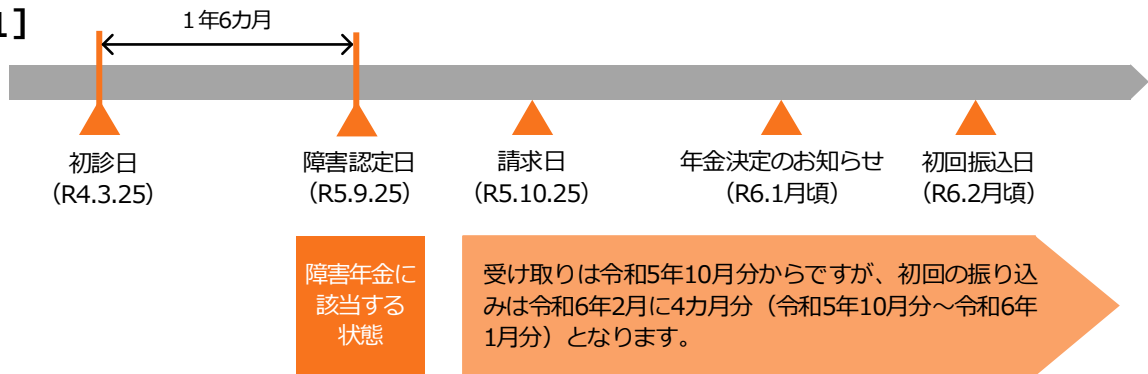 1]
1年6カ月
初診日
（R4.3.25）
障害認定日
（R5.9.25）
請求日
（R5.10.25）
年金決定のお知らせ
（R6.1月頃）
初回振込日
（R6.2月頃）
障害年金に
該当する
状態
受け取りは令和5年10月分からですが、初回の振り込
みは令和6年2月に4カ月分（令和5年10月分～令和6年
1月分）となります。